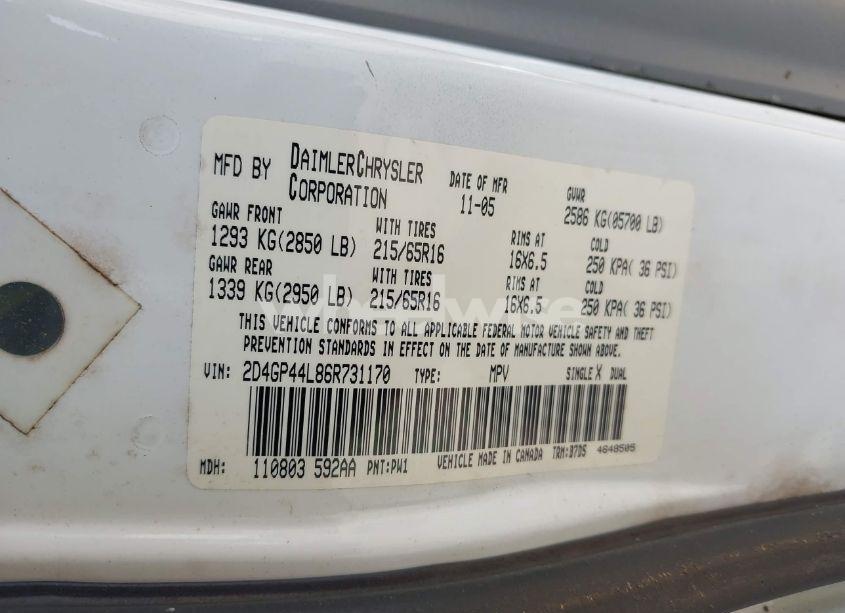 MFD BY DAIMLERCHRYSLER CORPORATION DATE OF MFR 11-05 GVWR 2586 KG(05700 LB)
GAWR FRONT WITH TIRES RIMS AT COLD
1293 KG(2850 LB) 215/65R16 16X6.5 250 KPA( 36 PSI)
GAWR REAR WITH TIRES RIMS AT COLD
1339 KG(2950 LB) 215/65R16 16X6.5 250 KPA( 36 PSI)
THIS VEHICLE CONFORMS TO ALL APPLICABLE FEDERAL MOTOR VEHICLE SAFETY AND THEFT
PREVENTION STANDARDS IN EFFECT ON THE DATE OF MANUFACTURE SHOWN ABOVE.
VIN: 2D4GP44L86R731170 TYPE: MPV SINGLE X DUAL
MDH: 110803 592AA PNT:PW1 VEHICLE MADE IN CANADA TRM:B7D5 4648505